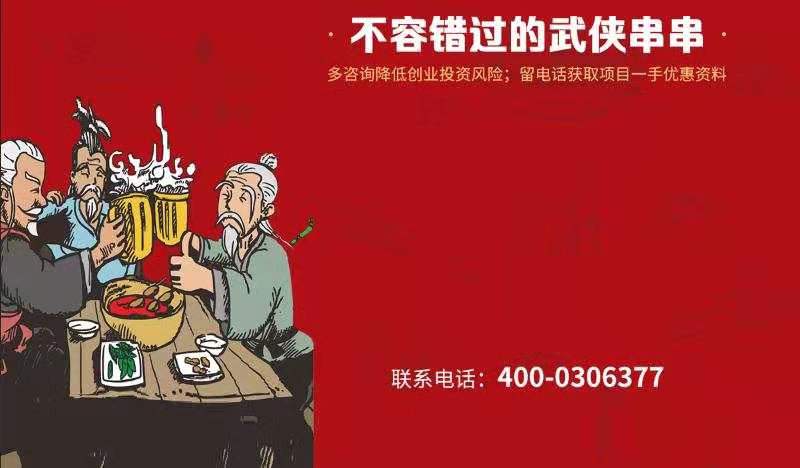 · 不容错过的武侠串串 ·
多咨询降低创业投资风险；留电话获取项目一手优惠资料
联系电话：400-0306377